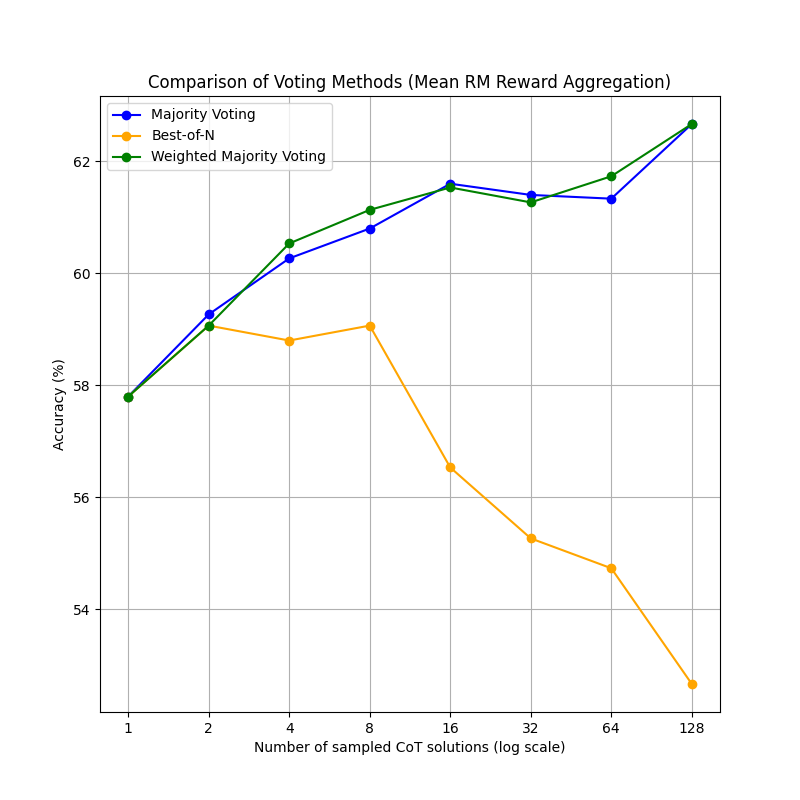 Comparison of Voting Methods (Mean RM Reward Aggregation)
Majority Voting
Best-of-N
Weighted Majority Voting
Accuracy (%)
62
60
58
56
54
1 2 4 8 16 32 64 128
Number of sampled CoT solutions (log scale)